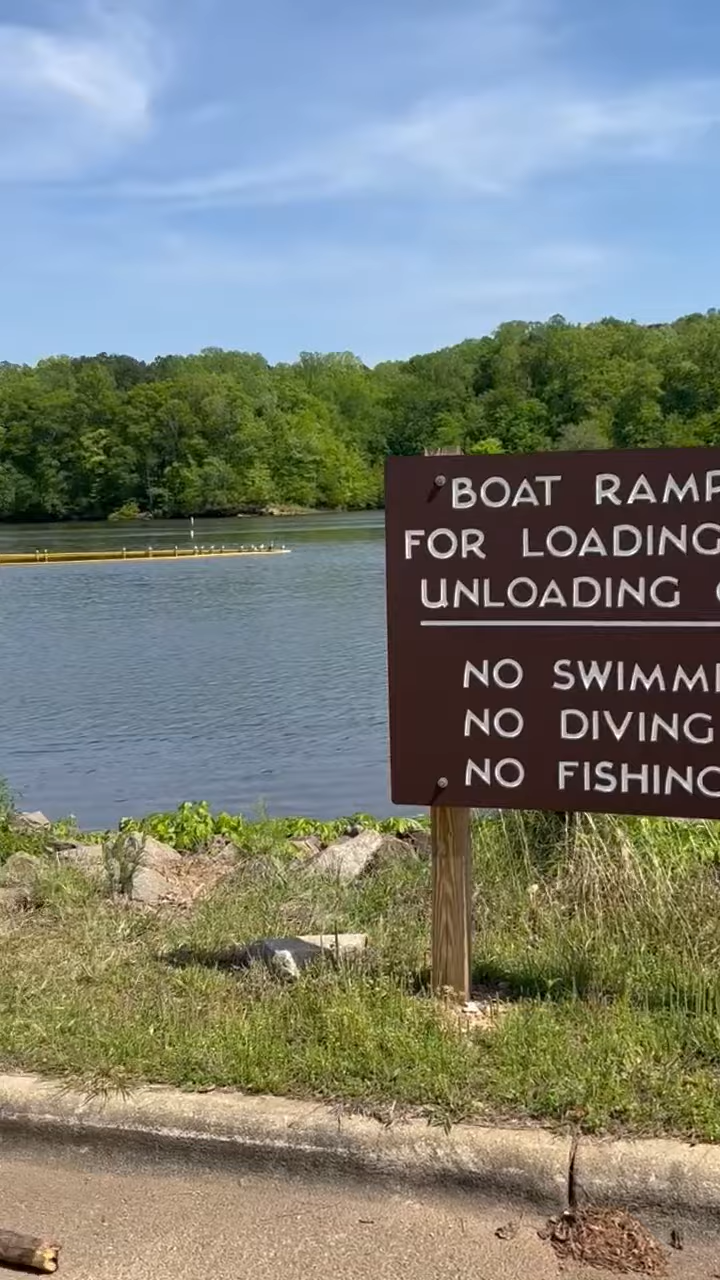 BOAT RAMP
FOR LOADING
UNLOADING
NO SWIMMI
NO DIVING
NO FISHING